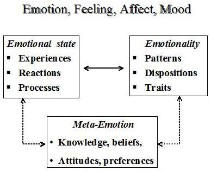 Emotion, Feeling, Affect, Mood
Emotional state
▪ Experiences
▪ Reactions
▪ Processes
Emotionality
▪ Patterns
▪ Dispositions
▪ Traits
Meta-Emotion
• Knowledge, beliefs,
• Attitudes, preferences